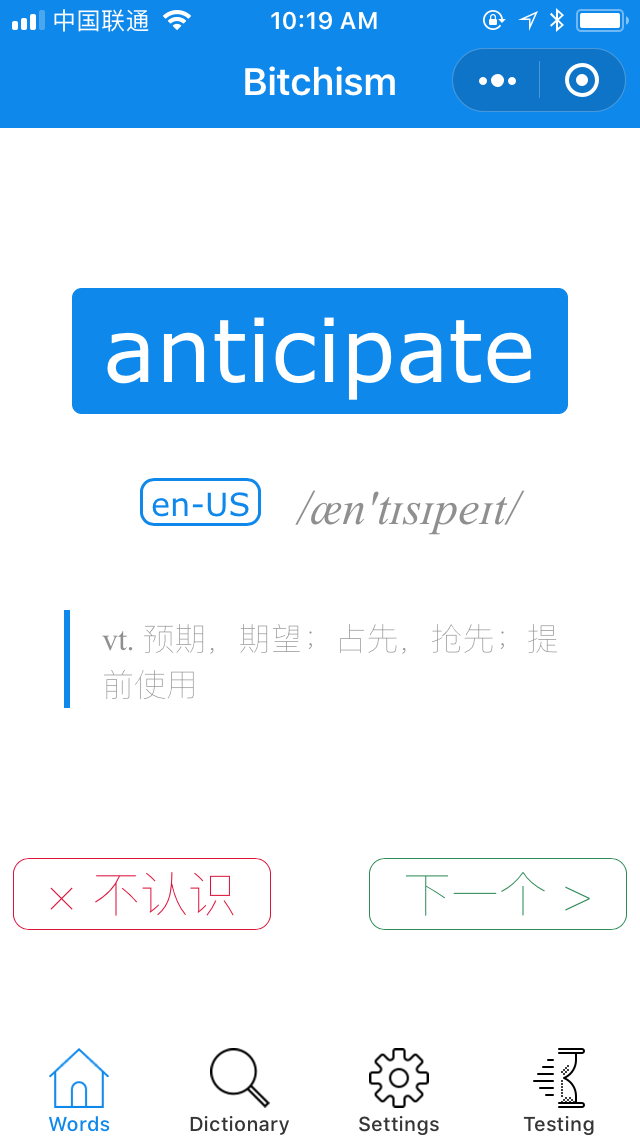 中国联通 10:19 AM
Bitchism
anticipate
en-US /æn'tɪsɪpeɪt/
vt. 预期，期望；占先，抢先；提
前使用
× 不认识 下一个 >
Words Dictionary Settings Testing